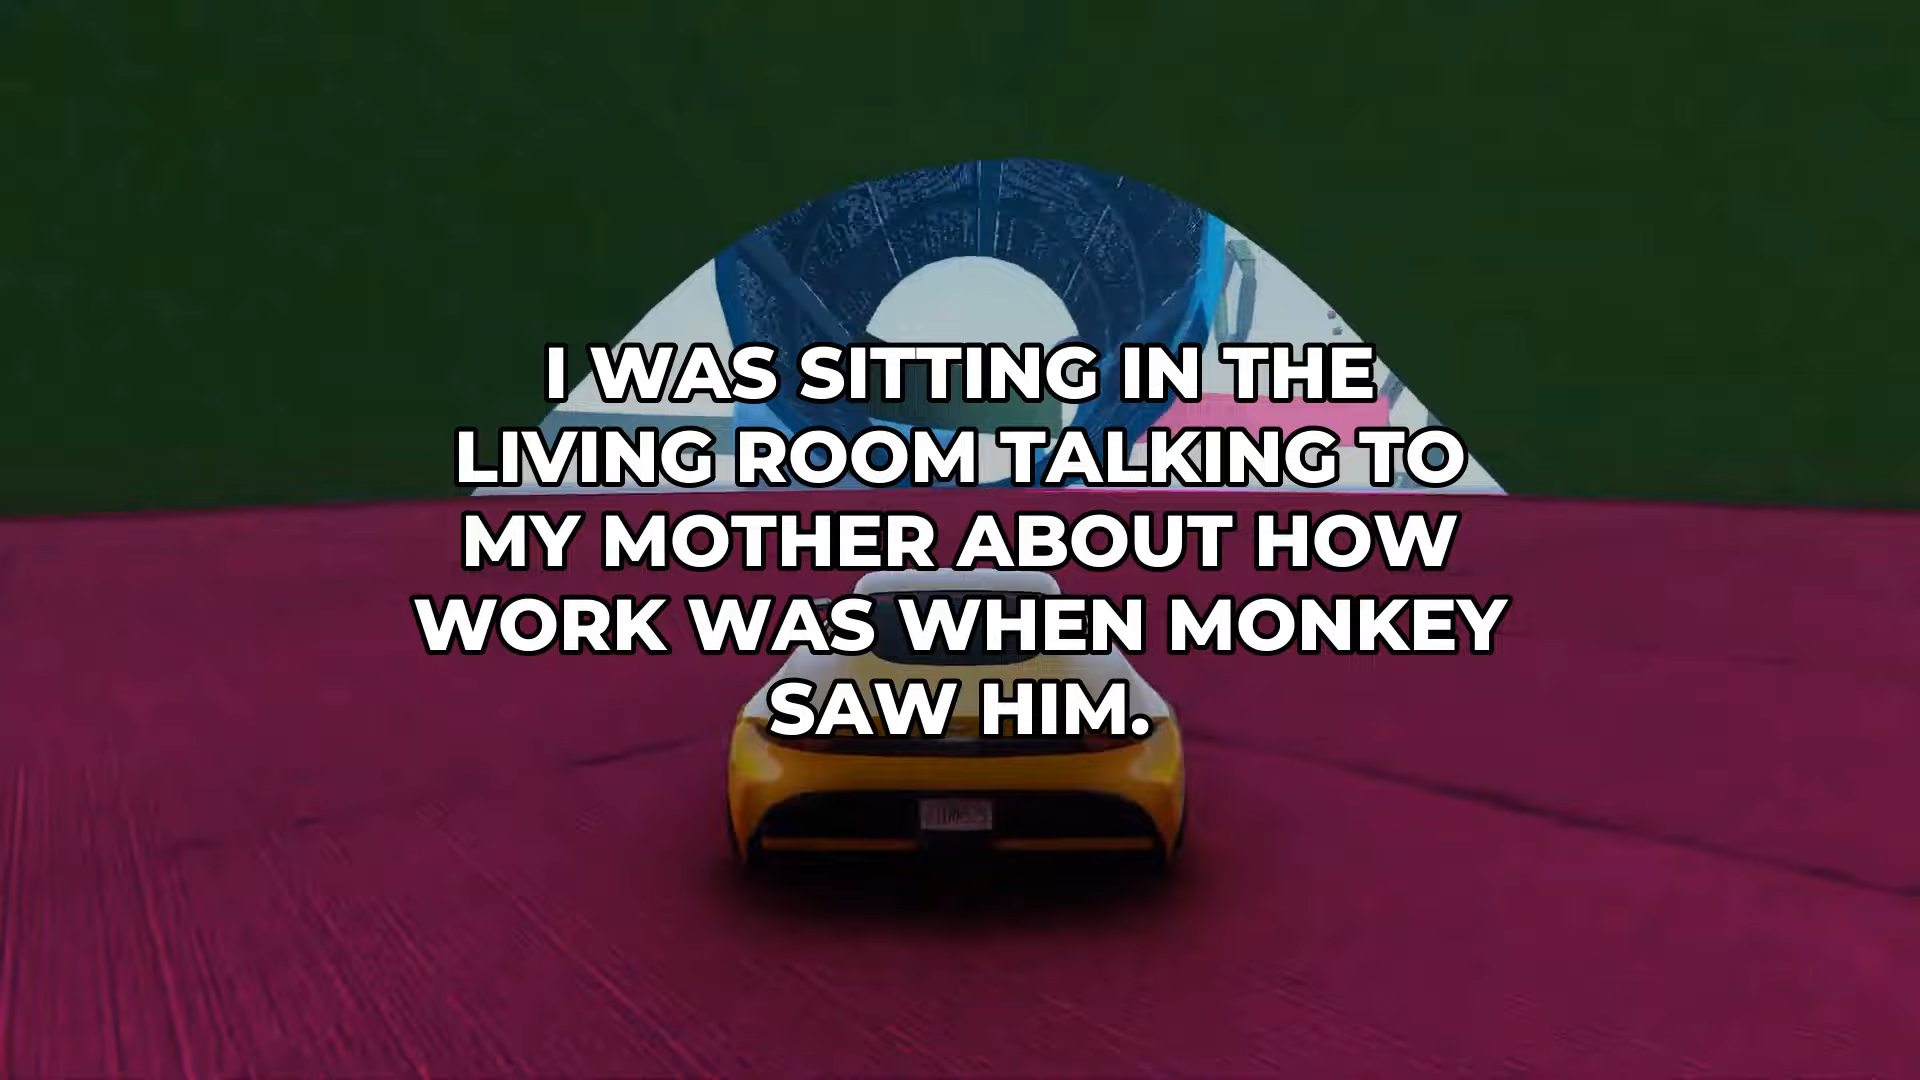 I WAS SITTING IN THE
LIVING ROOM TALKING TO
MY MOTHER ABOUT HOW
WORK WAS WHEN MONKEY
SAW HIM.